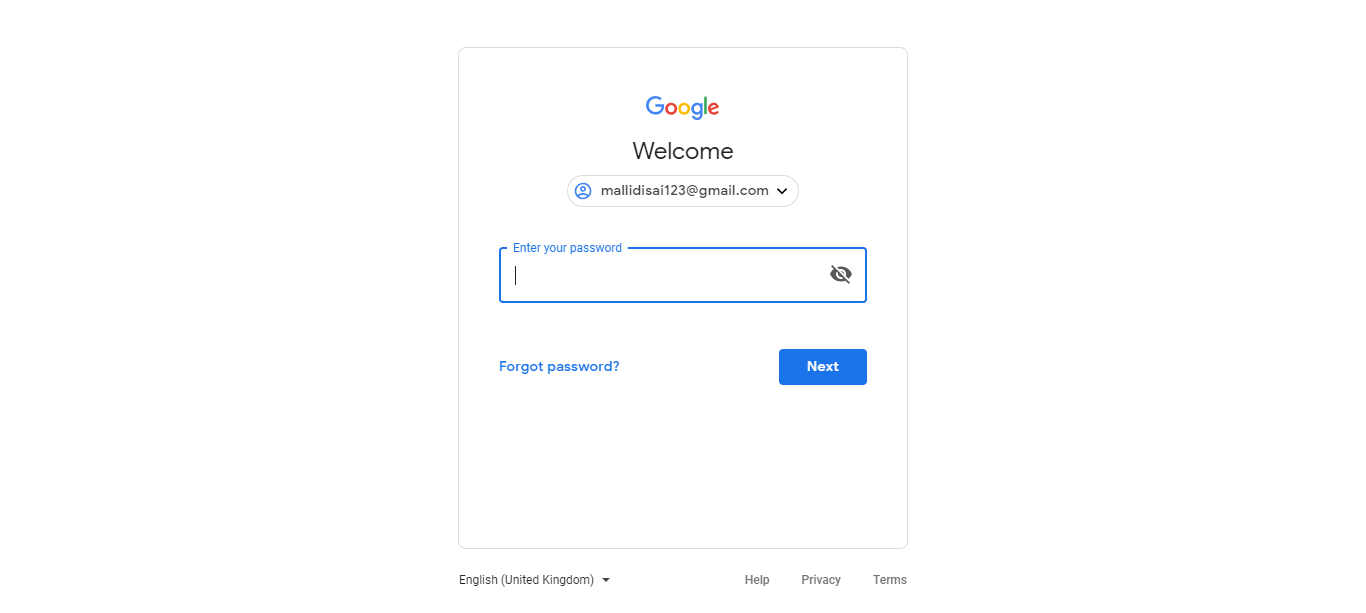 Google
Welcome
mallidisai123@gmail.com
Enter your password
Forgot password?
Next
English (United Kingdom)
Help Privacy Terms